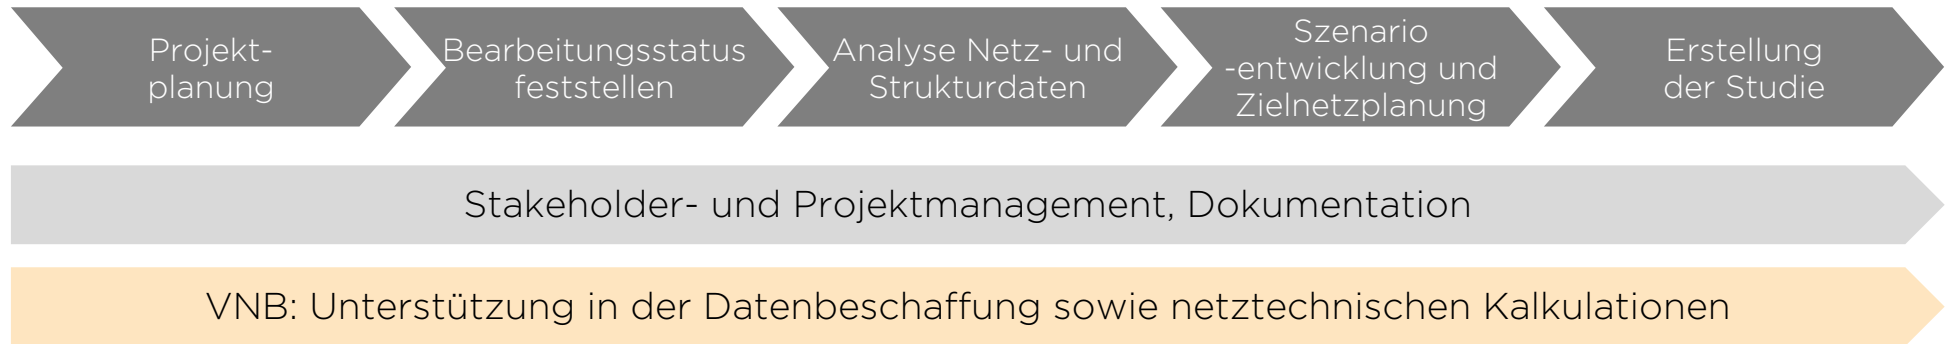 Projekt-
planung
Bearbeitungsstatus
feststellen
Analyse Netz- und
Strukturdaten
Szenario
-entwicklung und
Zielnetzplanung
Erstellung
der Studie
Stakeholder- und Projektmanagement, Dokumentation
VNB: Unterstützung in der Datenbeschaffung sowie netztechnischen Kalkulationen